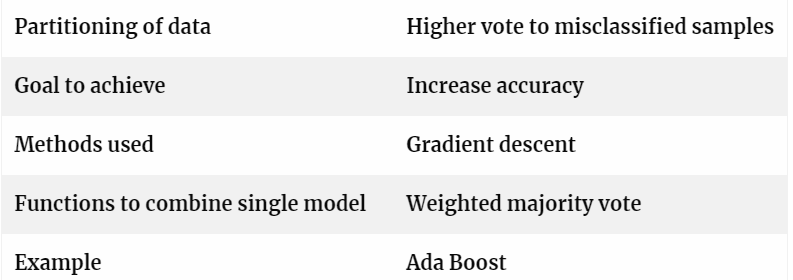 Partitioning of data Higher vote to misclassified samples
Goal to achieve Increase accuracy
Methods used Gradient descent
Functions to combine single model Weighted majority vote
Example Ada Boost